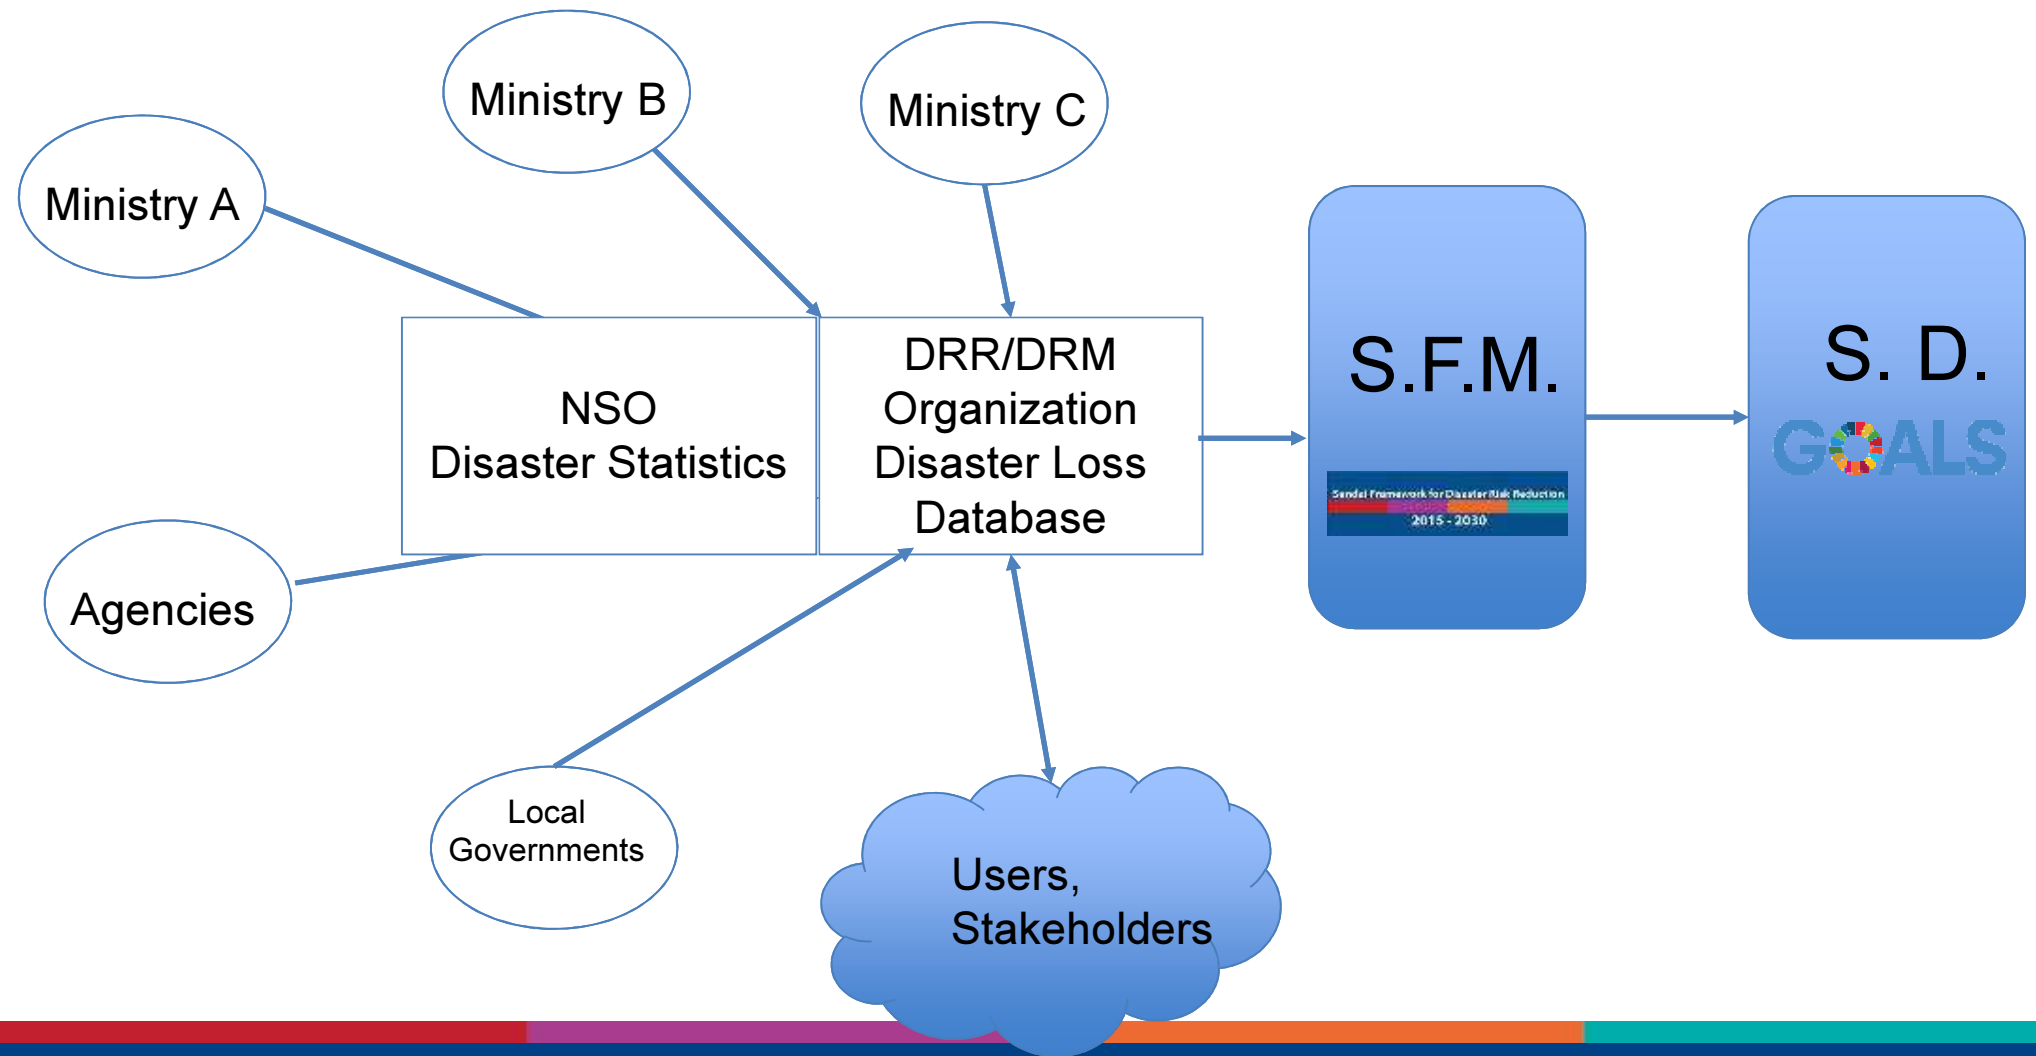 Ministry A
Ministry B
Ministry C
NSO
Disaster Statistics
DRR/DRM
Organization
Disaster Loss
Database
S.F.M.
Sendai Framework for Disaster Risk Reduction
2015 - 2030
S. D.
GOALS
Agencies
Local
Governments
Users,
Stakeholders